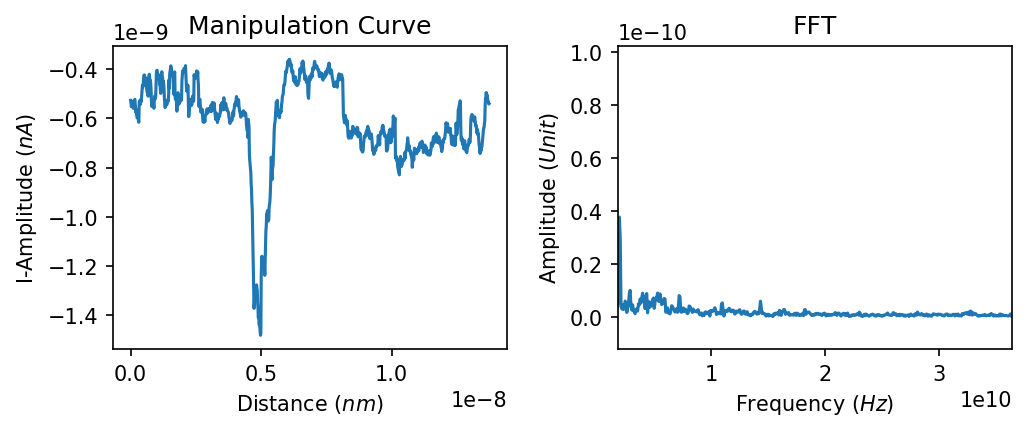 Manipulation Curve
1e−9
−0.4
−0.6
−0.8
−1.0
−1.2
−1.4
I-Amplitude (nA)
0.0 0.5 1.0
1e−8
Distance (nm)
FFT
1e−10
1.0
0.8
0.6
0.4
0.2
0.0
Amplitude (Unit)
1 2 3
1e10
Frequency (Hz)